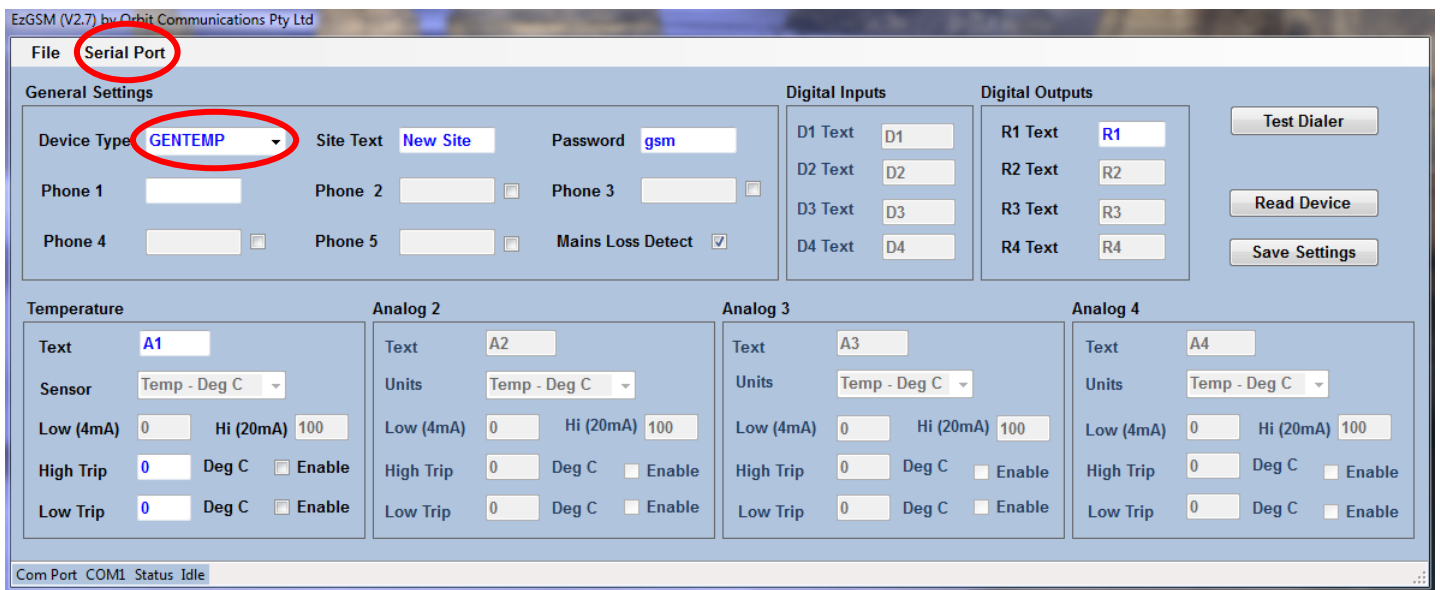 EzGSM (V2.7) by Orbit Communications Pty Ltd
File Serial Port
General Settings
Device Type GENTEMP Site Text New Site Password gsm
Phone 1 Phone 2 Phone 3
Phone 4 Phone 5 Mains Loss Detect
Digital Inputs
D1 Text D1
D2 Text D2
D3 Text D3
D4 Text D4
Digital Outputs
R1 Text R1
R2 Text R2
R3 Text R3
R4 Text R4
Test Dialer
Read Device
Save Settings
Temperature
Text A1
Sensor Temp - Deg C
Low (4mA) 0 Hi (20mA) 100
High Trip 0 Deg C Enable
Low Trip 0 Deg C Enable
Analog 2
Text A2
Units Temp - Deg C
Low (4mA) 0 Hi (20mA) 100
High Trip 0 Deg C Enable
Low Trip 0 Deg C Enable
Analog 3
Text A3
Units Temp - Deg C
Low (4mA) 0 Hi (20mA) 100
High Trip 0 Deg C Enable
Low Trip 0 Deg C Enable
Analog 4
Text A4
Units Temp - Deg C
Low (4mA) 0 Hi (20mA) 100
High Trip 0 Deg C Enable
Low Trip 0 Deg C Enable
Com Port COM1 Status Idle